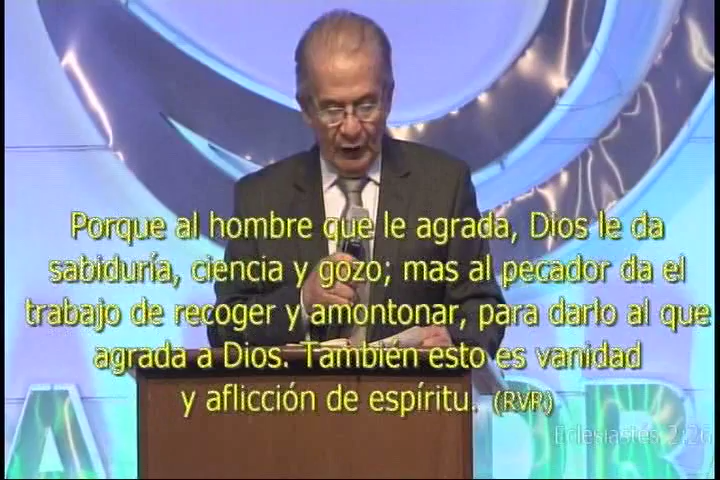 Porque al hombre que le agrada, Dios le da
sabiduría, ciencia y gozo; mas al pecador da el
trabajo de recoger y amontonar, para darlo al que
agrada a Dios. También esto es vanidad
y aflicción de espíritu. (RVR)
Eclesiastés 2:26